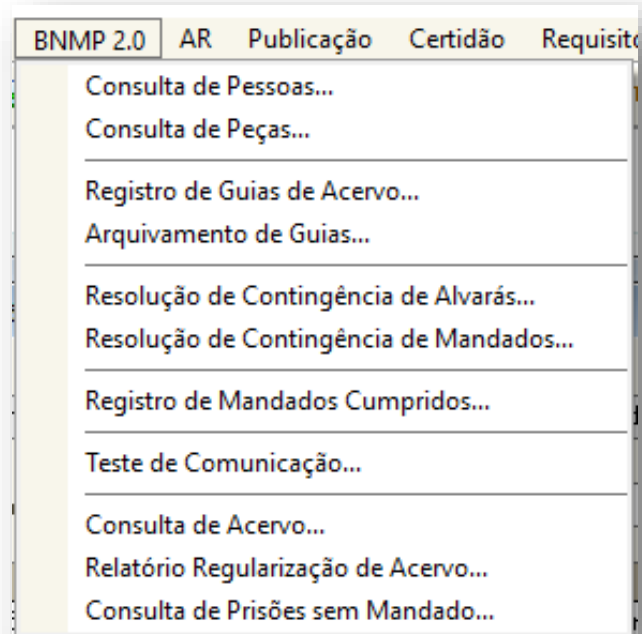 BNMP 2.0 AR Publicação Certidão
Consulta de Pessoas...
Consulta de Peças...
Registro de Guias de Acervo...
Arquivamento de Guias...
Resolução de Contingência de Alvarás...
Resolução de Contingência de Mandados...
Registro de Mandados Cumpridos...
Teste de Comunicação...
Consulta de Acervo...
Relatório Regularização de Acervo...
Consulta de Prisões sem Mandado...